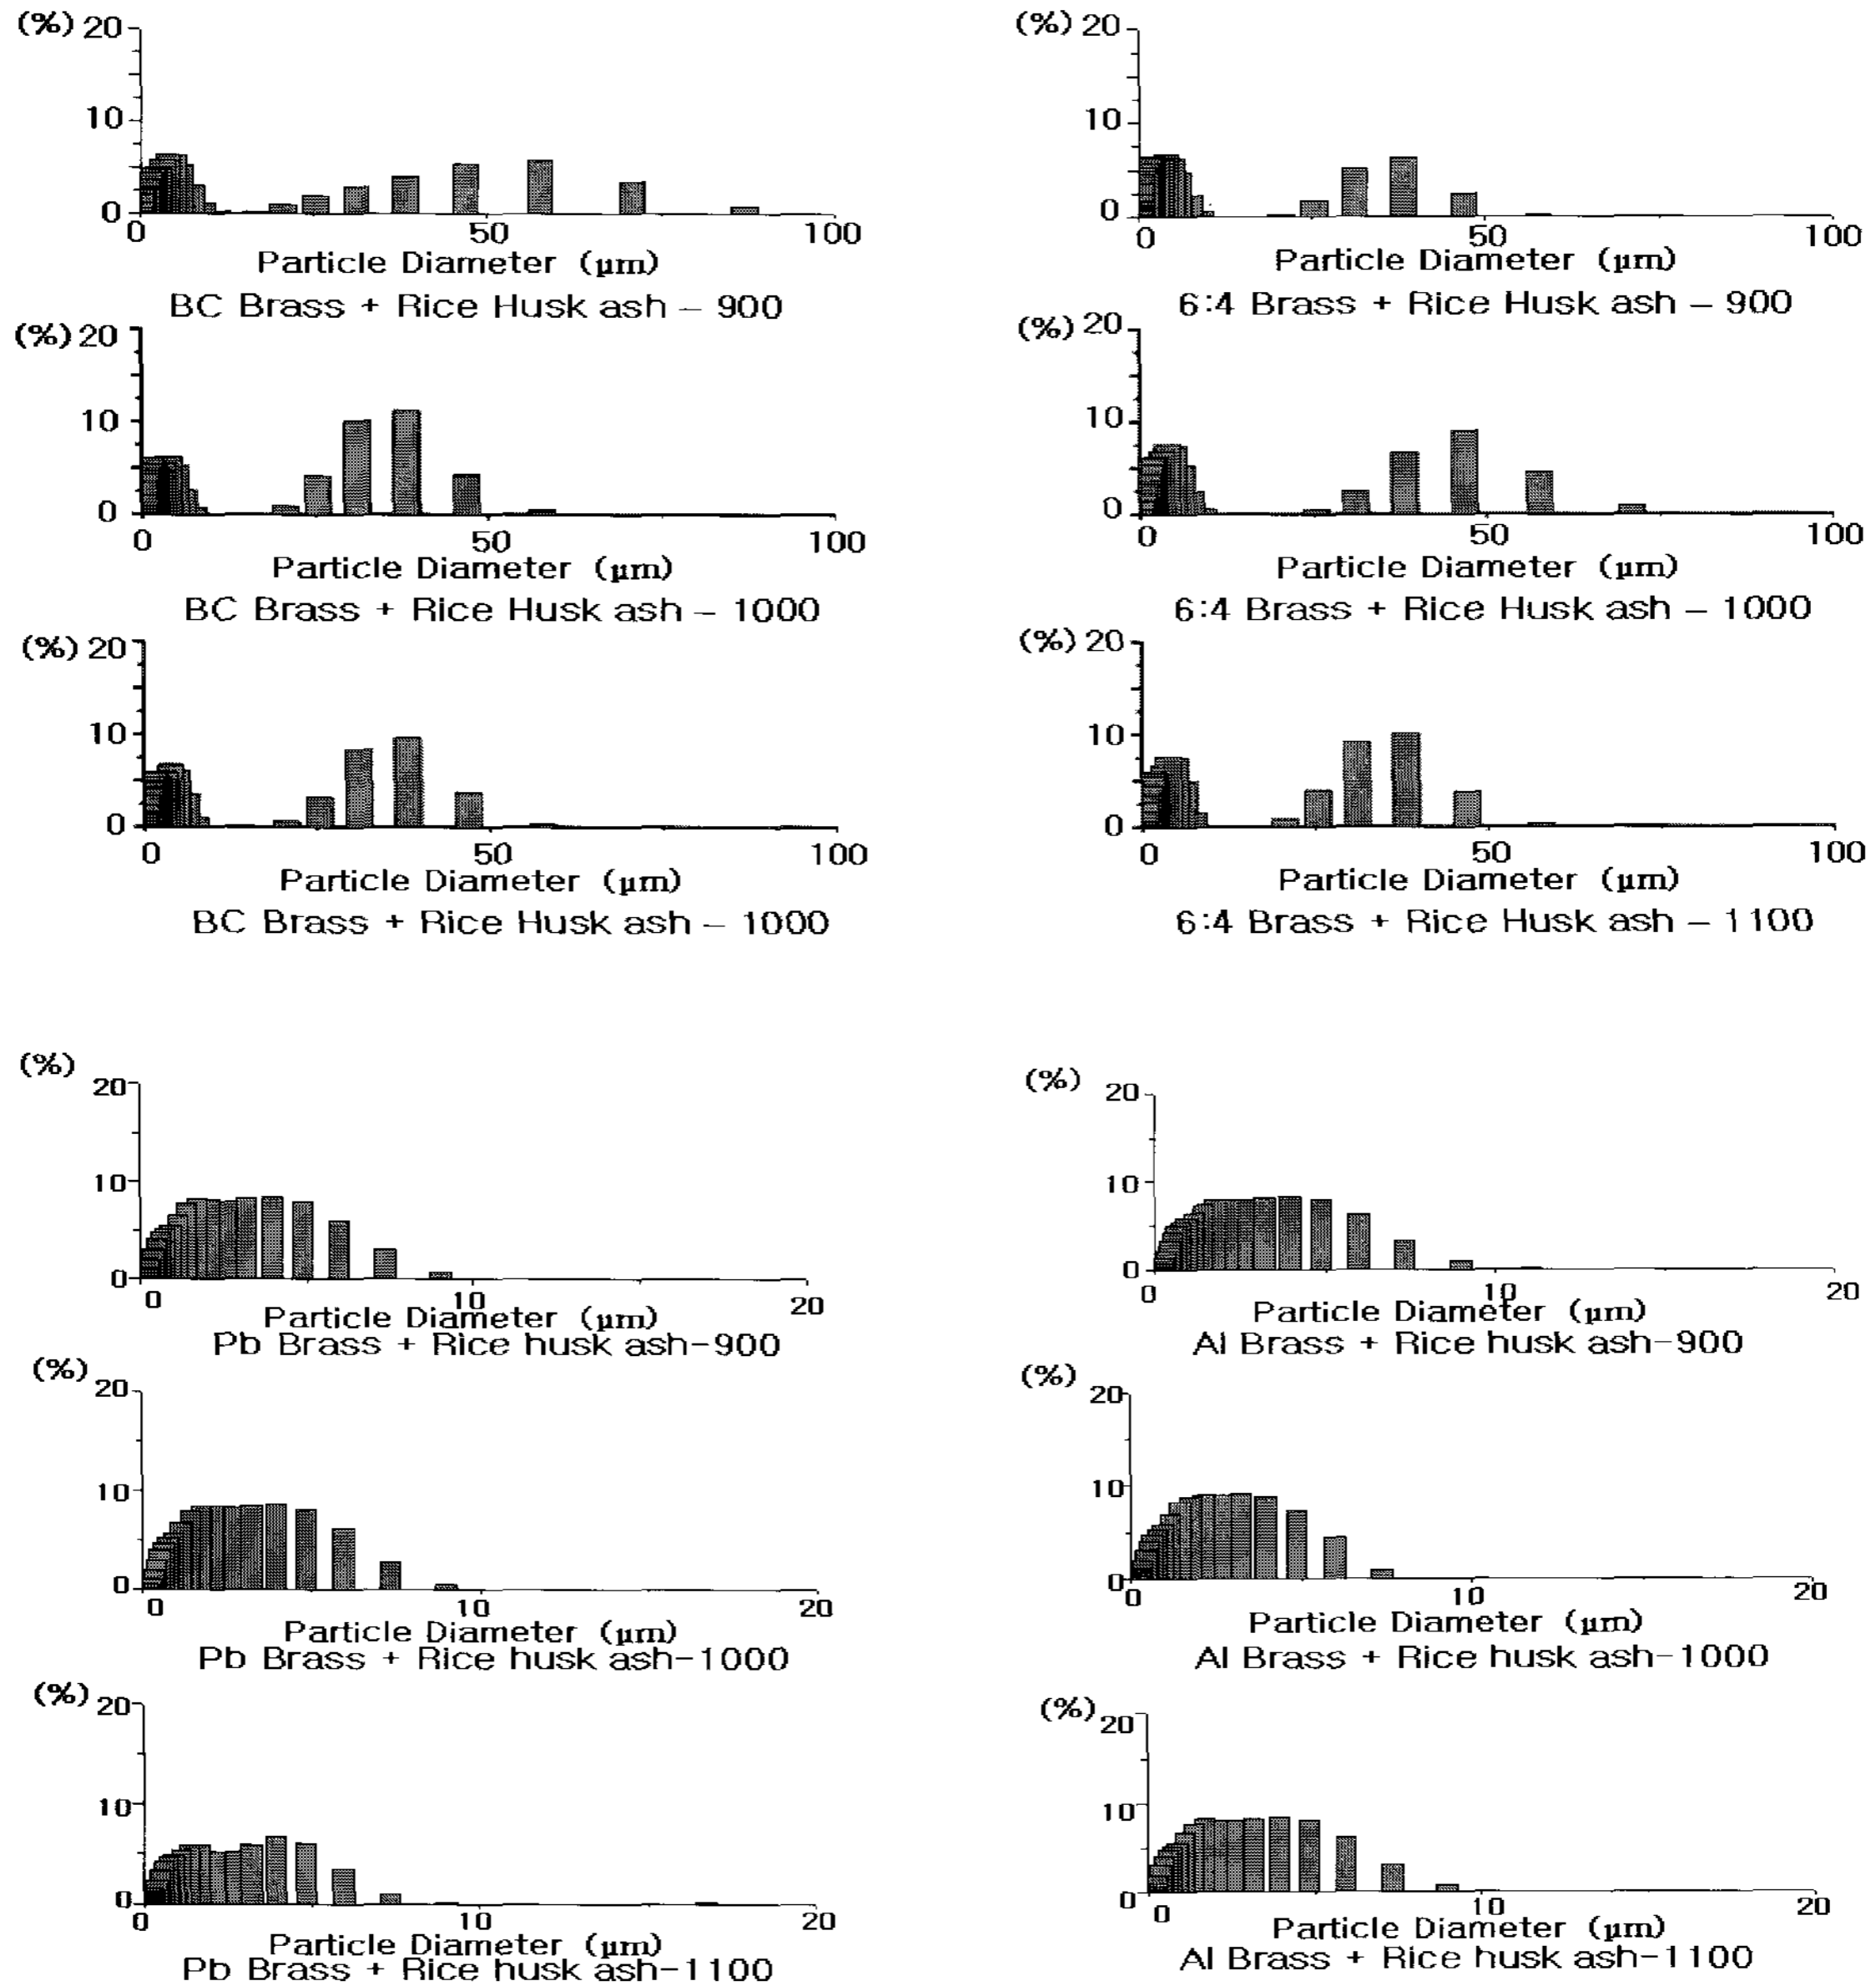 (%) 20
10
0
0 50 100
Particle Diameter (μm)
BC Brass + Rice Husk ash – 900
(%) 20
10
0
0 50 100
Particle Diameter (μm)
6:4 Brass + Rice Husk ash – 900
(%) 20
10
0
0 50 100
Particle Diameter (μm)
BC Brass + Rice Husk ash – 1000
(%) 20
10
0
0 50 100
Particle Diameter (μm)
6:4 Brass + Rice Husk ash – 1000
(%) 20
10
0
0 50 100
Particle Diameter (μm)
BC Brass + Rice Husk ash – 1000
(%) 20
10
0
0 50 100
Particle Diameter (μm)
6:4 Brass + Rice Husk ash – 1100
(%)
20
10
0
0 10 20
Particle Diameter (μm)
Pb Brass + Rice husk ash-900
(%)
20
10
0
0 10 20
Particle Diameter (μm)
Al Brass + Rice husk ash-900
(%)
20
10
0
0 10 20
Particle Diameter (μm)
Pb Brass + Rice husk ash-1000
(%)
20
10
0
0 10 20
Particle Diameter (μm)
Al Brass + Rice husk ash-1000
(%)
20
10
0
0 10 20
Particle Diameter (μm)
Pb Brass + Rice husk ash-1100
(%)
20
10
0
0 10 20
Particle Diameter (μm)
Al Brass + Rice husk ash-1100